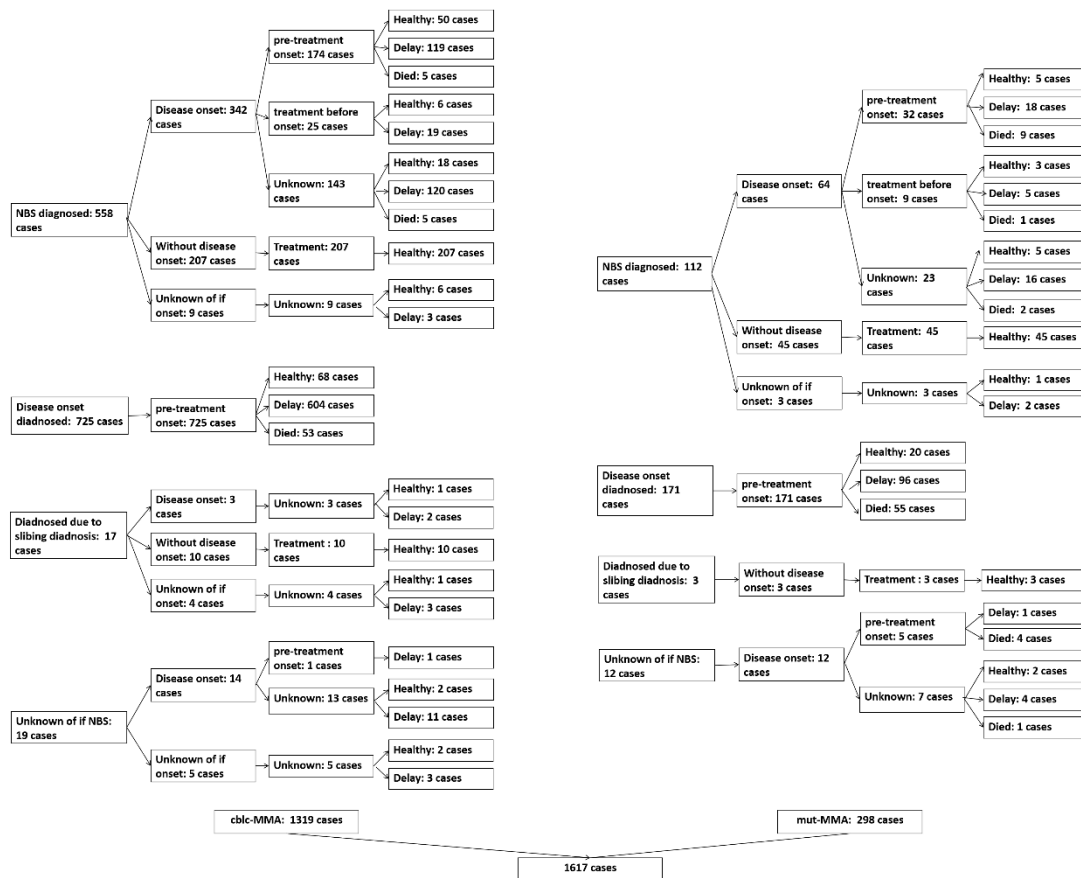 NBS diagnosed: 558
cases
Disease onset: 342
cases
pre-treatment
onset: 174 cases
Healthy: 50 cases
Delay: 119 cases
Died: 5 cases
treatment before
onset: 25 cases
Healthy: 6 cases
Delay: 19 cases
Unknown: 143
cases
Healthy: 18 cases
Delay: 120 cases
Died: 5 cases
Without disease
onset: 207 cases
Treatment: 207
cases
Healthy: 207 cases
Unknown of if
onset: 9 cases
Unknown: 9 cases
Healthy: 6 cases
Delay: 3 cases
Disease onset
diadnosed: 725 cases
pre-treatment
onset: 725 cases
Healthy: 68 cases
Delay: 604 cases
Died: 53 cases
Diadnosed due to
slibing diadnosis: 17
cases
Disease onset: 3
cases
Unknown: 3 cases
Healthy: 1 cases
Delay: 2 cases
Without disease
onset: 10 cases
Treatment : 10
cases
Healthy: 10 cases
Unknown of if
onset: 4 cases
Unknown: 4 cases
Healthy: 1 cases
Delay: 3 cases
Unknown of if NBS:
19 cases
Disease onset: 14
cases
pre-treatment
onset: 1 cases
Delay: 1 cases
Unknown: 13 cases
Healthy: 2 cases
Delay: 11 cases
Unknown of if
onset: 5 cases
Unknown: 5 cases
Healthy: 2 cases
Delay: 3 cases
NBS diagnosed: 112
cases
Disease onset: 64
cases
pre-treatment
onset: 32 cases
Healthy: 5 cases
Delay: 18 cases
Died: 9 cases
treatment before
onset: 9 cases
Healthy: 3 cases
Delay: 5 cases
Died: 1 cases
Unknown: 23
cases
Healthy: 5 cases
Delay: 16 cases
Died: 2 cases
Without disease
onset: 45 cases
Treatment: 45
cases
Healthy: 45 cases
Unknown of if
onset: 3 cases
Unknown: 3 cases
Healthy: 1 cases
Delay: 2 cases
Disease onset
diadnosed: 171
cases
pre-treatment
onset: 171 cases
Healthy: 20 cases
Delay: 96 cases
Died: 55 cases
Diadnosed due to
slibing diadnosis: 3
cases
Without disease
onset: 3 cases
Treatment : 3 cases
Healthy: 3 cases
Unknown of if NBS:
12 cases
Disease onset: 12
cases
pre-treatment
onset: 5 cases
Delay: 1 cases
Died: 4 cases
Unknown: 7 cases
Healthy: 2 cases
Delay: 4 cases
Died: 1 cases
cblc-MMA: 1319 cases
mut-MMA: 298 cases
1617 cases